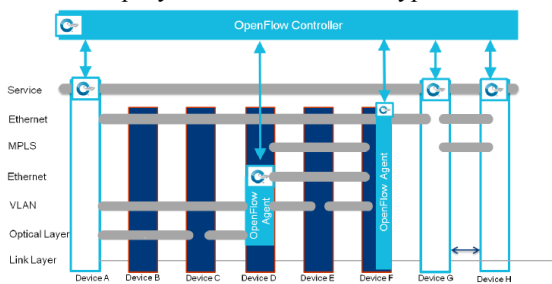 OpenFlow Controller
Service
Ethernet
MPLS
Ethernet
VLAN
Optical Layer
Link Layer
OpenFlow
Agent
OpenFlow Agent
Device A
Device B
Device C
Device D
Device E
Device F
Device G
Device H